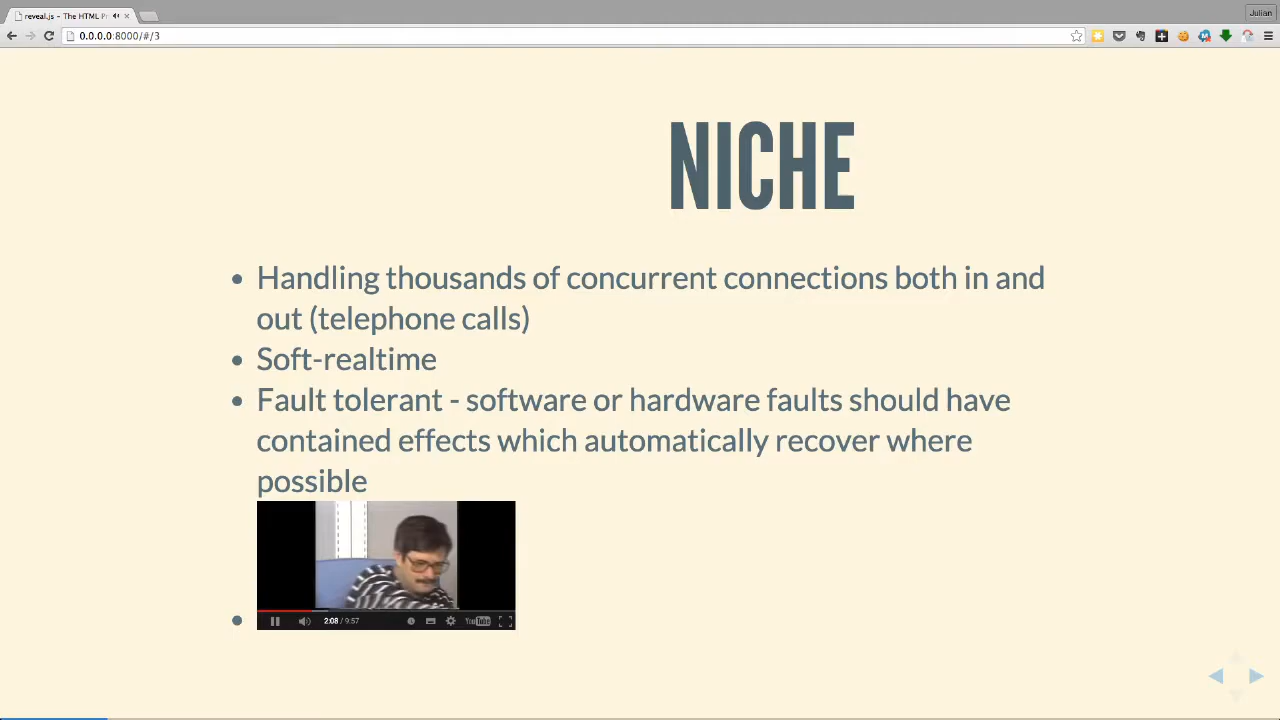 reveal.js - The HTML Pr
Julian
0.0.0.0:8000/#/3
NICHE
Handling thousands of concurrent connections both in and
out (telephone calls)
Soft-realtime
Fault tolerant - software or hardware faults should have
contained effects which automatically recover where
possible
2:08 / 9:57
YouTube